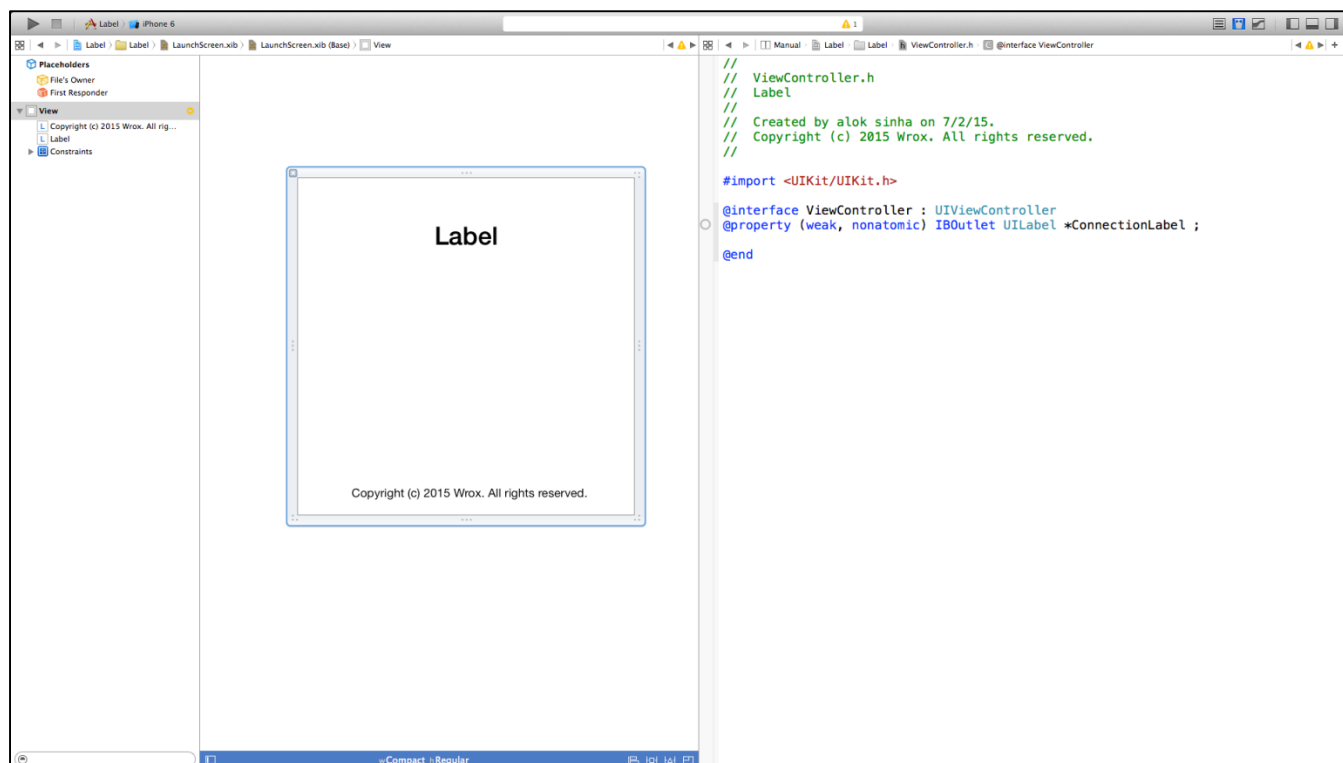 Label 〉 iPhone 6
1
Label 〉 Label 〉 LaunchScreen.xib 〉 LaunchScreen.xib (Base) 〉 View
Manual 〉 Label 〉 Label 〉 ViewController.h 〉 @interface ViewController
Placeholders
File's Owner
First Responder
View
L Copyright (c) 2015 Wrox. All rig...
L Label
Constraints
Label
Copyright (c) 2015 Wrox. All rights reserved.
wCompact hRegular
//
//  ViewController.h
//  Label
//
//  Created by alok sinha on 7/2/15.
//  Copyright (c) 2015 Wrox. All rights reserved.
//
#import <UIKit/UIKit.h>
@interface ViewController : UIViewController
@property (weak, nonatomic) IBOutlet UILabel *ConnectionLabel ;
@end